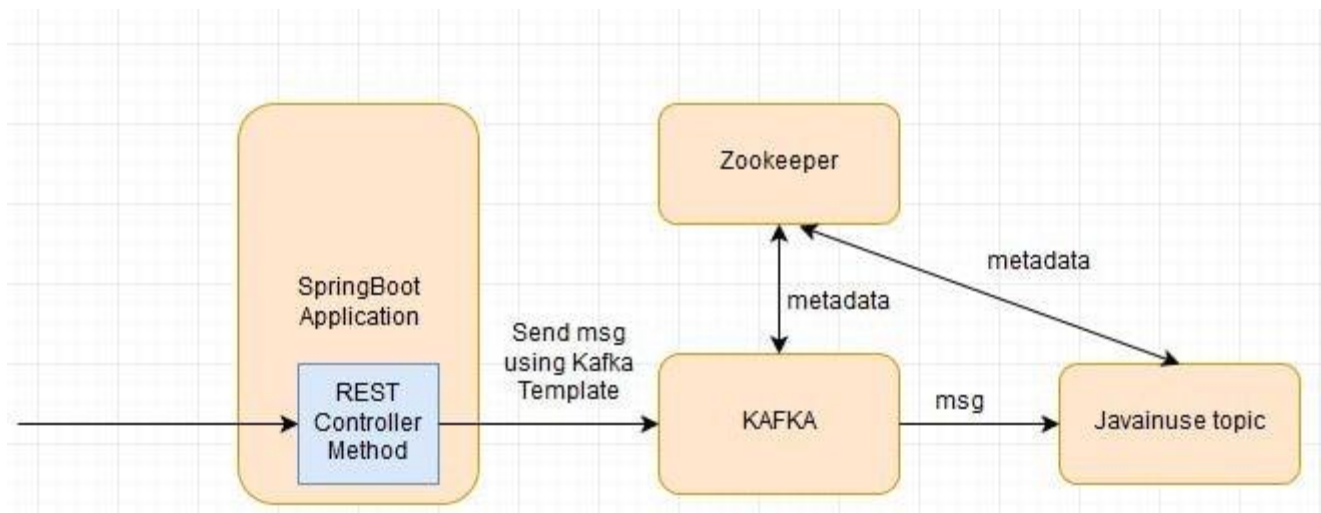 Zookeeper
SpringBoot
Application
metadata
metadata
Send msg
using Kafka
Template
REST
Controller
Method
KAFKA
msg
Javainuse topic